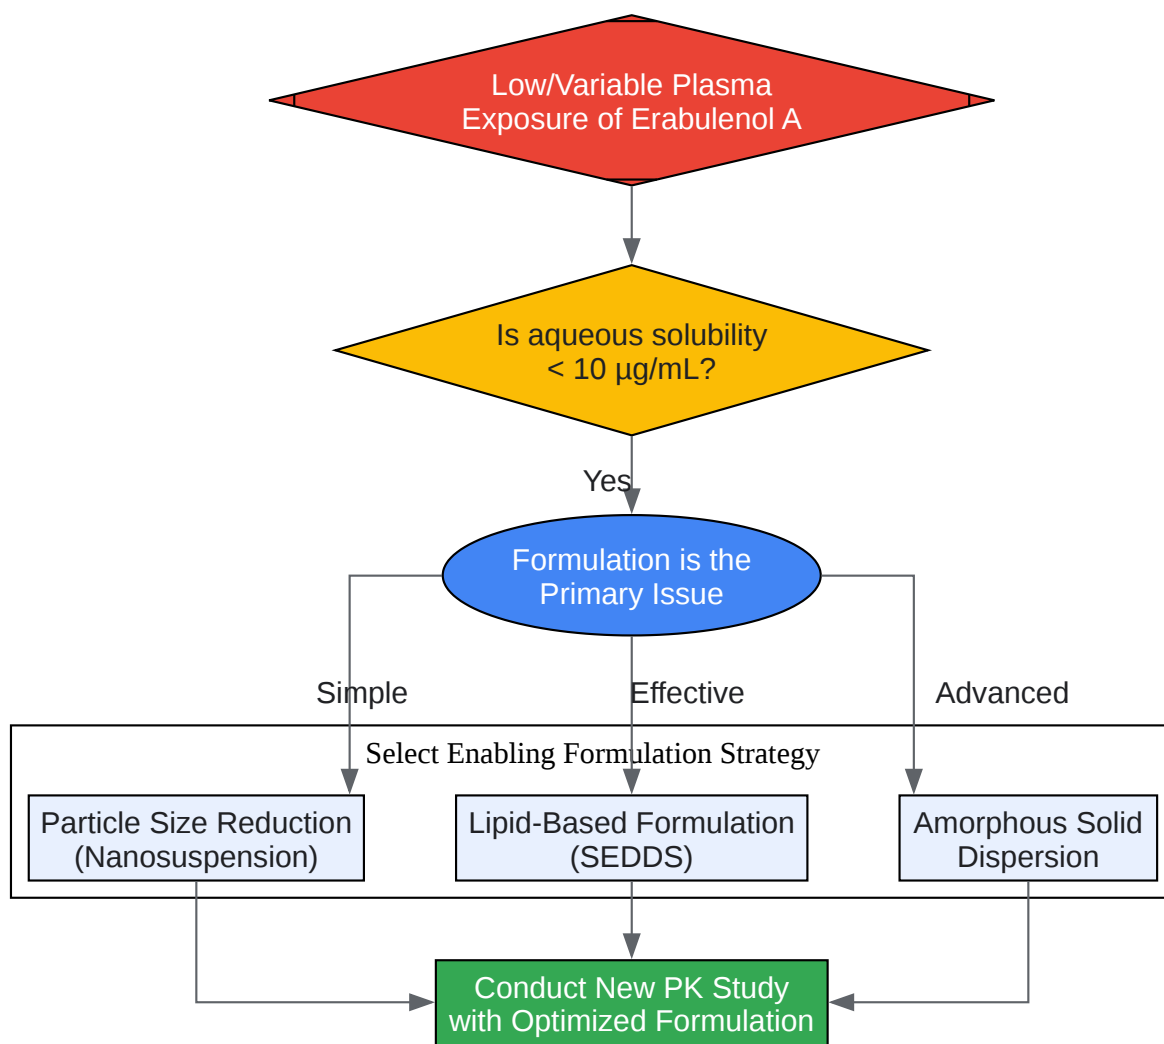 Low/Variable Plasma
Exposure of Erabulenol A
Is aqueous solubility
< 10 µg/mL?
Yes
Formulation is the
Primary Issue
Simple
Effective
Advanced
Select Enabling Formulation Strategy
Particle Size Reduction
(Nanosuspension)
Lipid-Based Formulation
(SEDDS)
Amorphous Solid
Dispersion
Conduct New PK Study
with Optimized Formulation